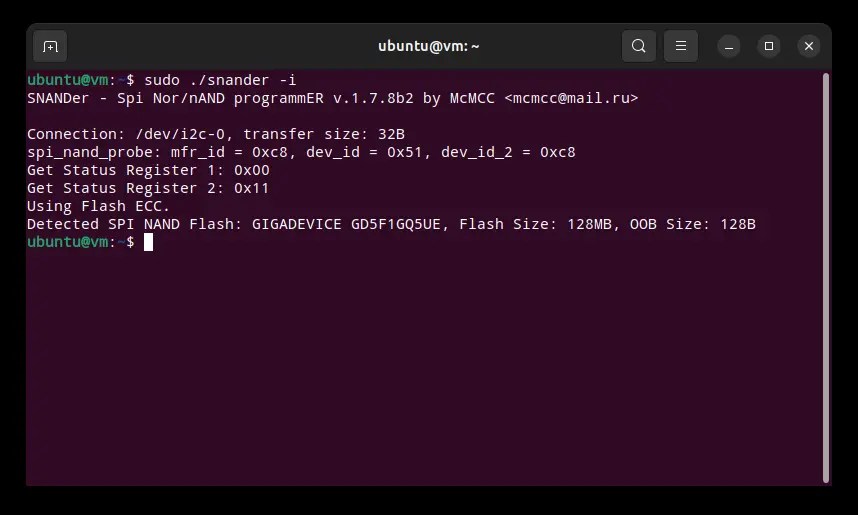 ubuntu@vm: ~
ubuntu@vm:~$ sudo ./snander -i
SNANDer - Spi Nor/nAND programmER v.1.7.8b2 by McMCC <mcmcc@mail.ru>
Connection: /dev/i2c-0, transfer size: 32B
spi_nand_probe: mfr_id = 0xc8, dev_id = 0x51, dev_id_2 = 0xc8
Get Status Register 1: 0x00
Get Status Register 2: 0x11
Using Flash ECC.
Detected SPI NAND Flash: GIGADEVICE GD5F1GQ5UE, Flash Size: 128MB, OOB Size: 128B
ubuntu@vm:~$